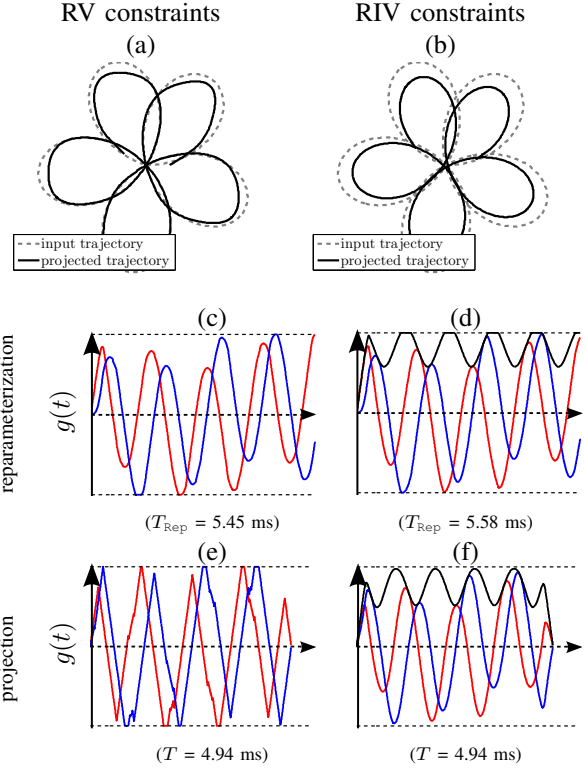 RV constraints
RIV constraints
(a)
(b)
input trajectory
projected trajectory
input trajectory
projected trajectory
(c)
(d)
reparameterization
g(t)
(T_Rep = 5.45 ms)
(T_Rep = 5.58 ms)
(e)
(f)
projection
g(t)
(T = 4.94 ms)
(T = 4.94 ms)